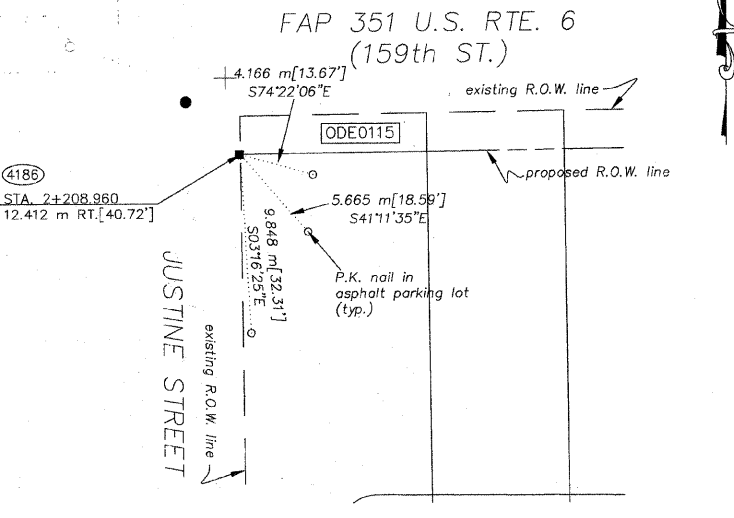 FAP 351 U.S. RTE. 6
(159th ST.)
4.166 m[13.67']
S74°22'06"E
existing R.O.W. line
ODE0115
4186
STA. 2+208.960
12.412 m RT.[40.72']
proposed R.O.W. line
5.665 m[18.59']
S41°11'35"E
9.848 m[32.31']
S03°16'25"E
P.K. nail in
asphalt parking lot
(typ.)
JUSTINE STREET
existing R.O.W. line